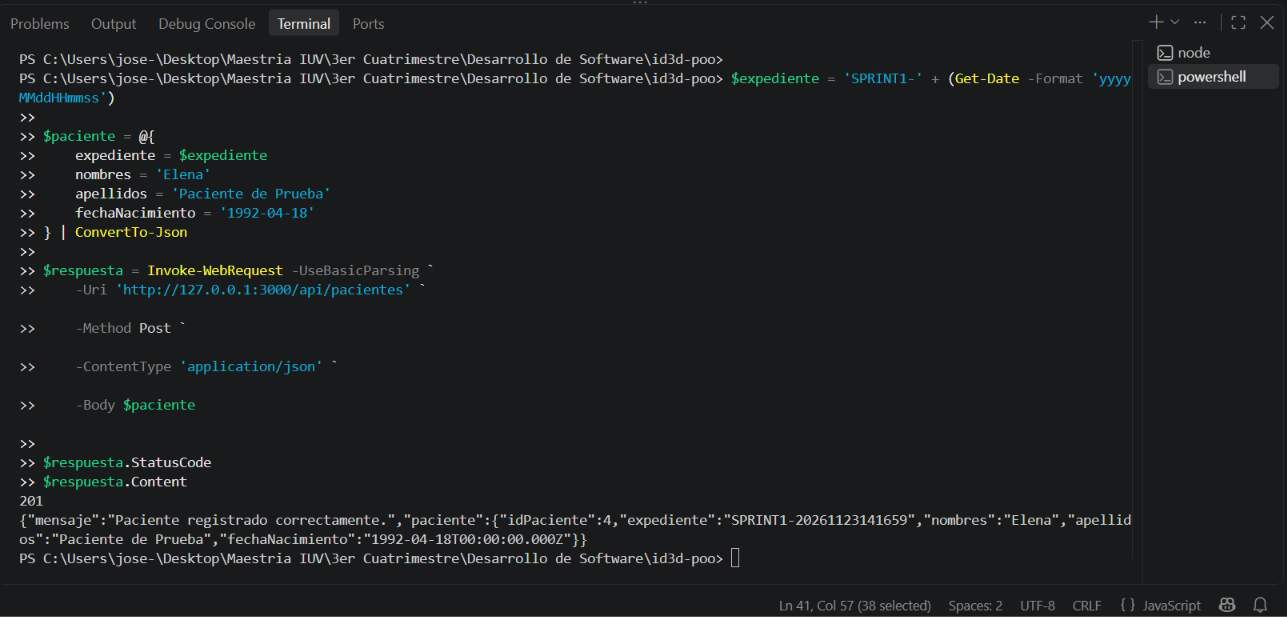 Problems Output Debug Console Terminal Ports
PS C:\Users\jose-\Desktop\Maestria IUV\3er Cuatrimestre\Desarrollo de Software\id3d-poo>
PS C:\Users\jose-\Desktop\Maestria IUV\3er Cuatrimestre\Desarrollo de Software\id3d-poo> $expediente = 'SPRINT1-' + (Get-Date -Format 'yyyy
MMddHHmmss')
>>
>> $paciente = @{
>>     expediente = $expediente
>>     nombres = 'Elena'
>>     apellidos = 'Paciente de Prueba'
>>     fechaNacimiento = '1992-04-18'
>> } | ConvertTo-Json
>>
>> $respuesta = Invoke-WebRequest -UseBasicParsing `
>>     -Uri 'http://127.0.0.1:3000/api/pacientes' `
>>     -Method Post `
>>     -ContentType 'application/json' `
>>     -Body $paciente
>>
>> $respuesta.StatusCode
>> $respuesta.Content
201
{"mensaje":"Paciente registrado correctamente.","paciente":{"idPaciente":4,"expediente":"SPRINT1-20261123141659","nombres":"Elena","apellid
os":"Paciente de Prueba","fechaNacimiento":"1992-04-18T00:00:00.000Z"}}
PS C:\Users\jose-\Desktop\Maestria IUV\3er Cuatrimestre\Desarrollo de Software\id3d-poo>
node
powershell
Ln 41, Col 57 (38 selected) Spaces: 2 UTF-8 CRLF { } JavaScript